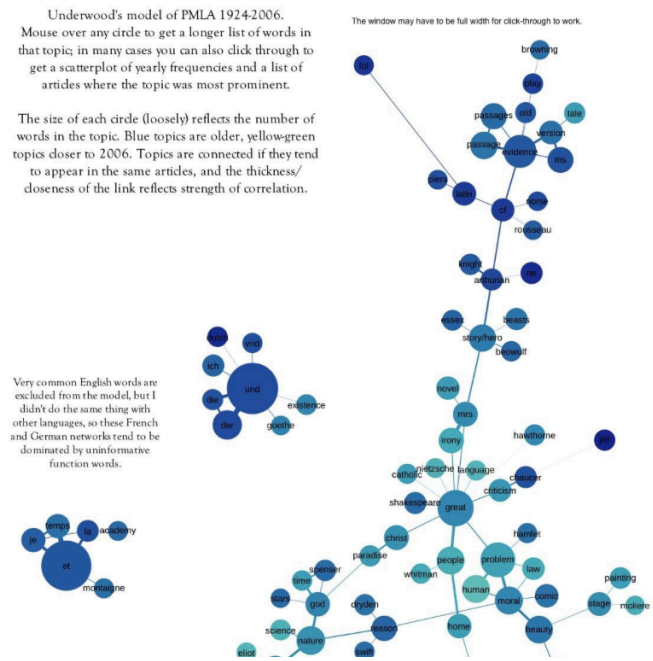 Underwood's model of PMLA 1924-2006.
Mouse over any circle to get a longer list of words in
that topic; in many cases you can also click through to
get a scatterplot of yearly frequencies and a list of
articles where the topic was most prominent.
The size of each circle (loosely) reflects the number of
words in the topic. Blue topics are older, yellow-green
topics closer to 2006. Topics are connected if they tend
to appear in the same articles, and the thickness/
closeness of the link reflects strength of correlation.
The window may have to be full width for click-through to work.
browning
fol
play
passages
old
tale
version
passage
evidence
ms
piers
latin
norse
cf
rousseau
knight
ne
arthurian
essex
beasts
story/hero
beowulf
novel
mrs
irony
hawthorne
pie
catholic
nietzsche
language
chaucer
criticism
shakespeare
great
christ
hamlet
paradise
people
problem
law
whitman
human
comic
moral
painting
stage
moliere
beauty
home
spenser
time
stars
god
dryden
reason
science
nature
swift
eliot
dutch
vnd
ich
und
die
existence
der
goethe
Very common English words are
excluded from the model, but I
didn't do the same thing with
other languages, so these French
and German networks tend to be
dominated by uninformative
function words.
temps
je
la
academy
et
montaigne